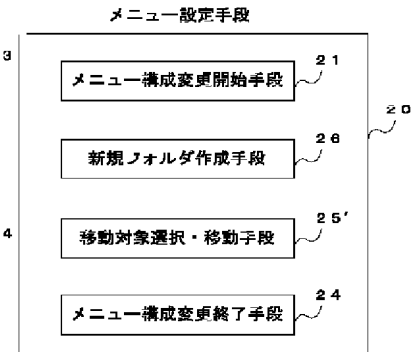 メニュー設定手段
3
21
メニュー構成変更開始手段
20
26
新規フォルダ作成手段
25'
4
移動対象選択・移動手段
24
メニュー構成変更終了手段